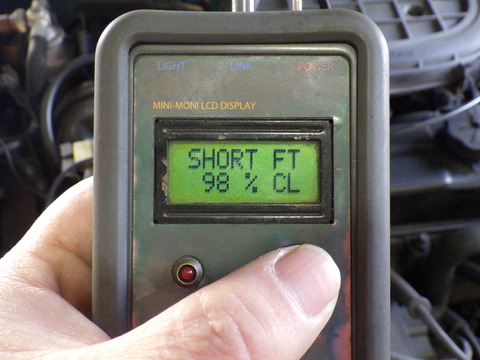 LIGHT LINK POWER
MINI-MONI LCD DISPLAY
SHORT FT
98 % CL